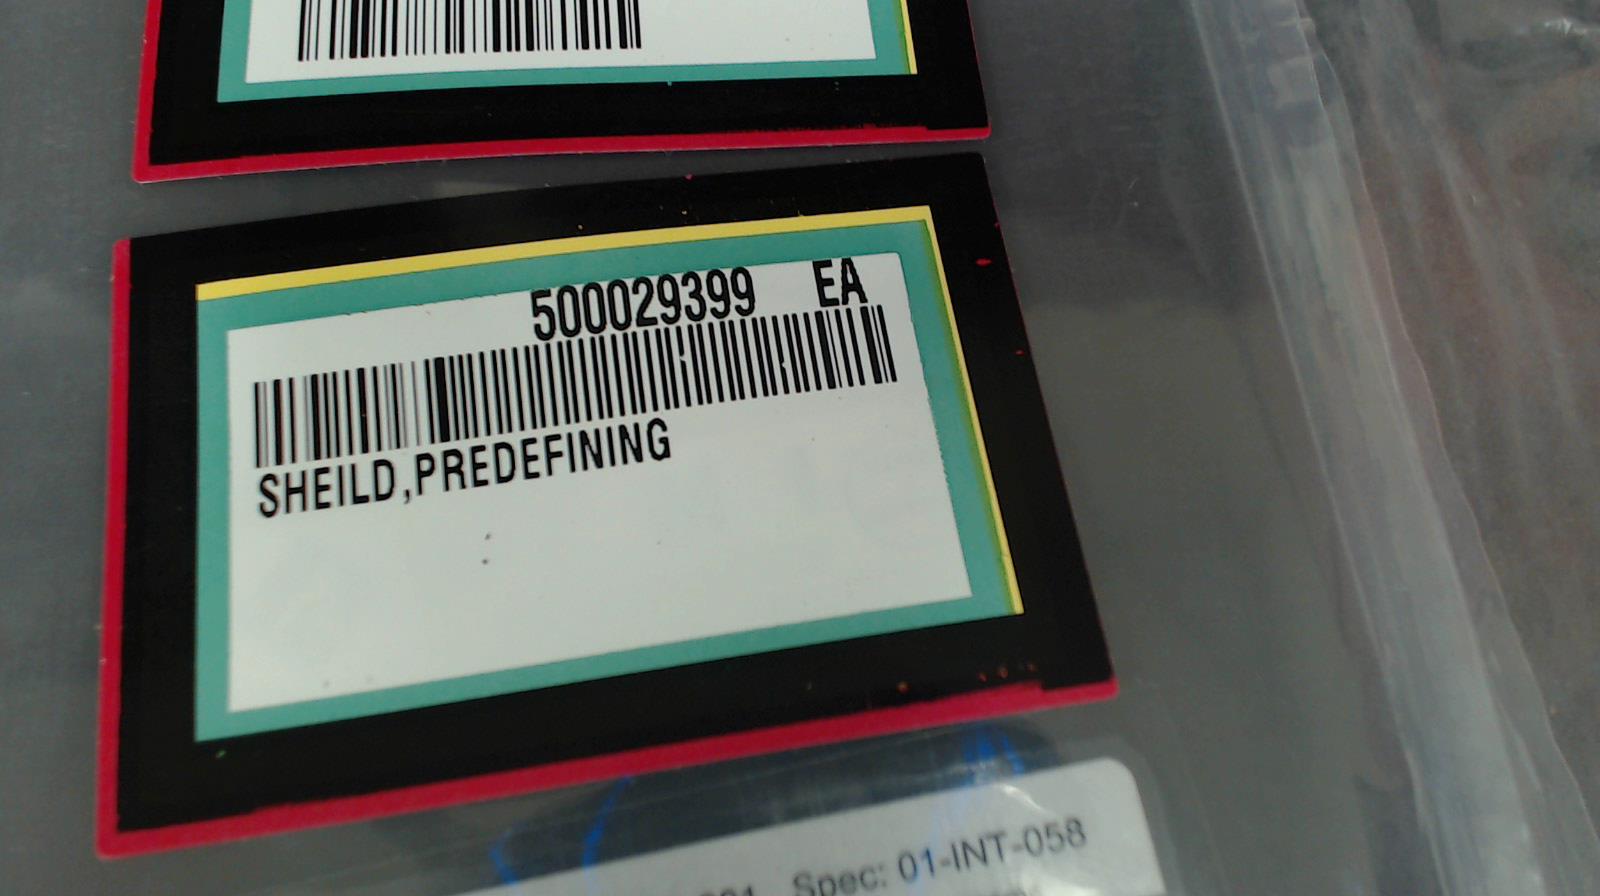 500029399 EA
SHEILD,PREDEFINING
Spec: 01-INT-058